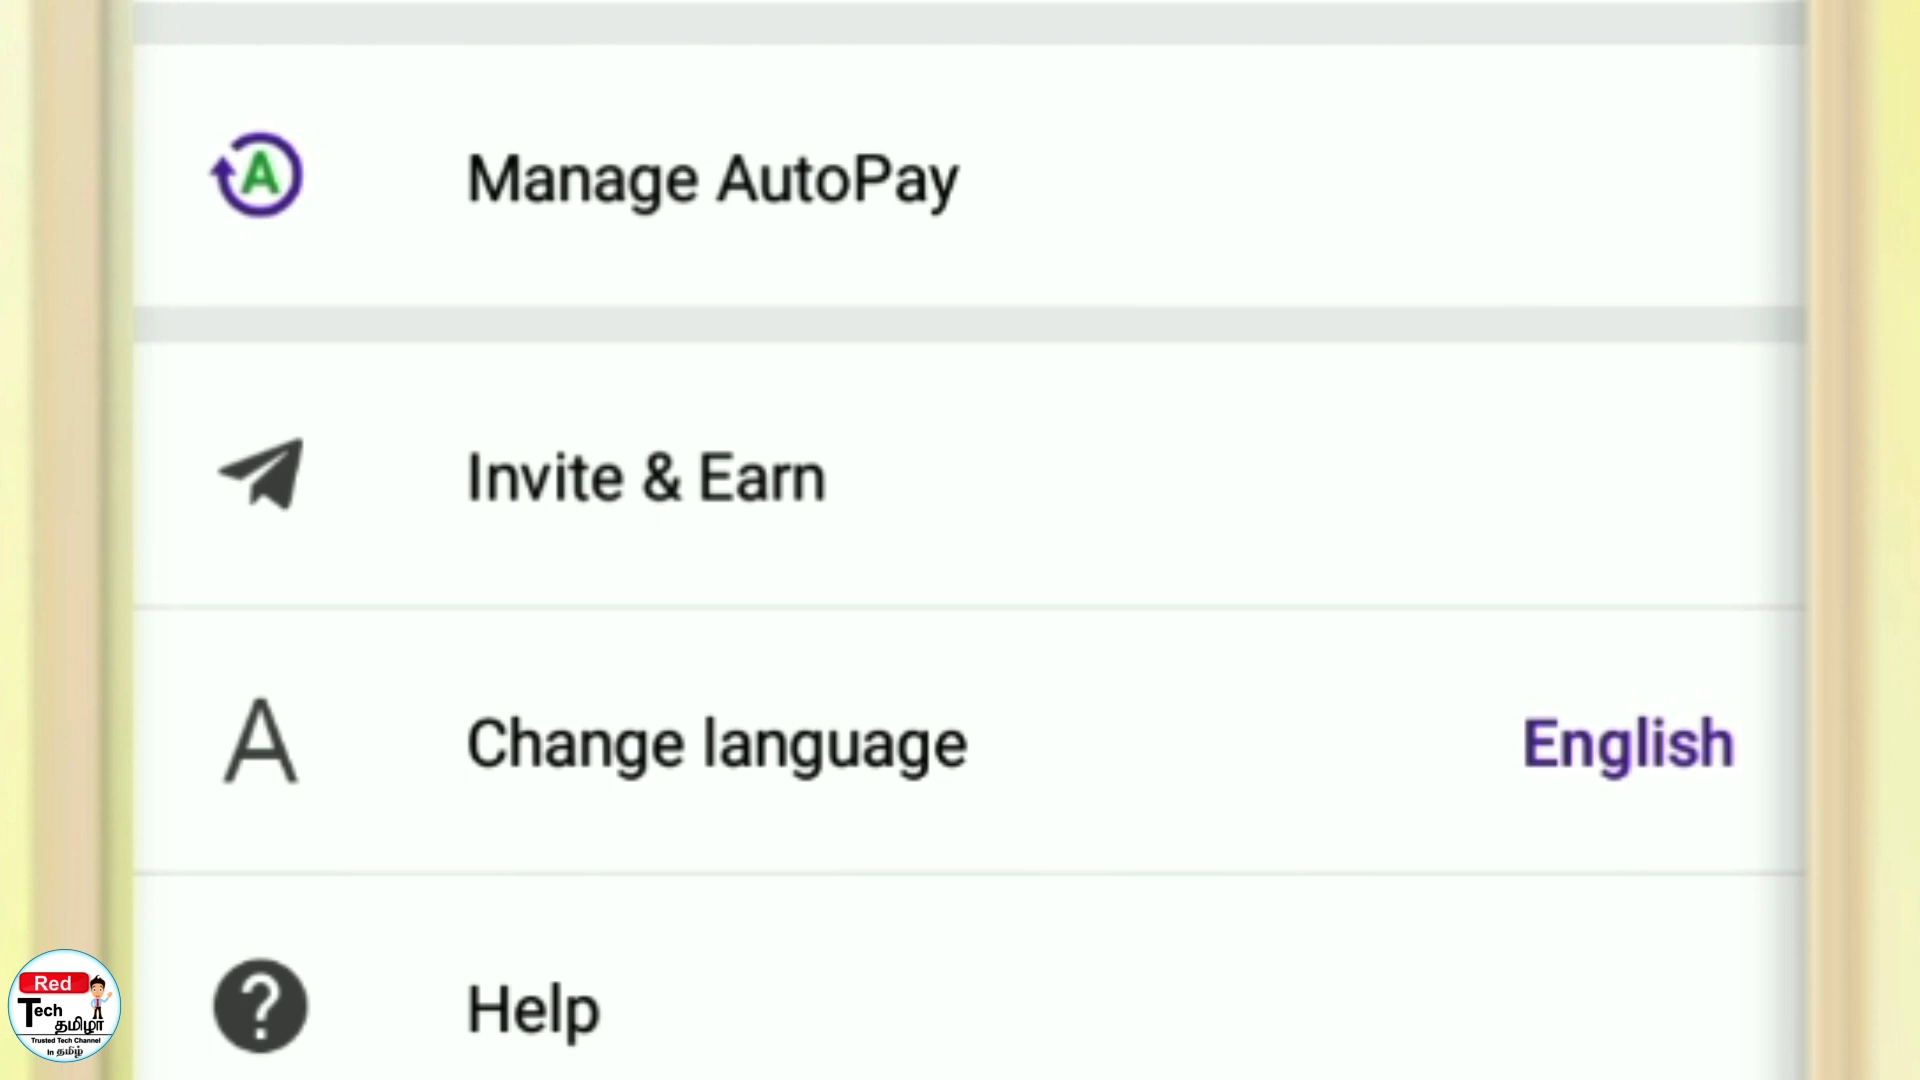 A
Manage AutoPay
Invite & Earn
A
Change language
English
?
Help
Red
Tech
தமிழா
Trusted Tech Channel
In தமிழ்